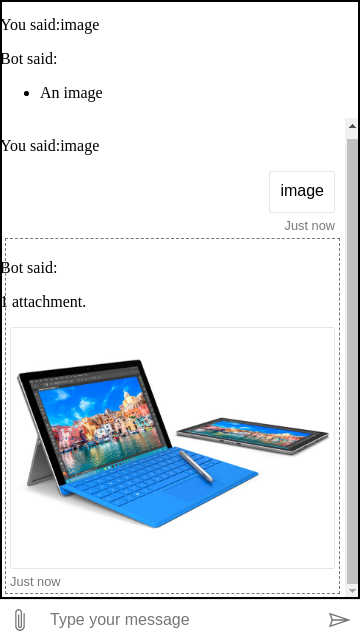 You said:image
Bot said:
An image
You said:image
image
Just now
Bot said:
1 attachment.
Just now
Type your message